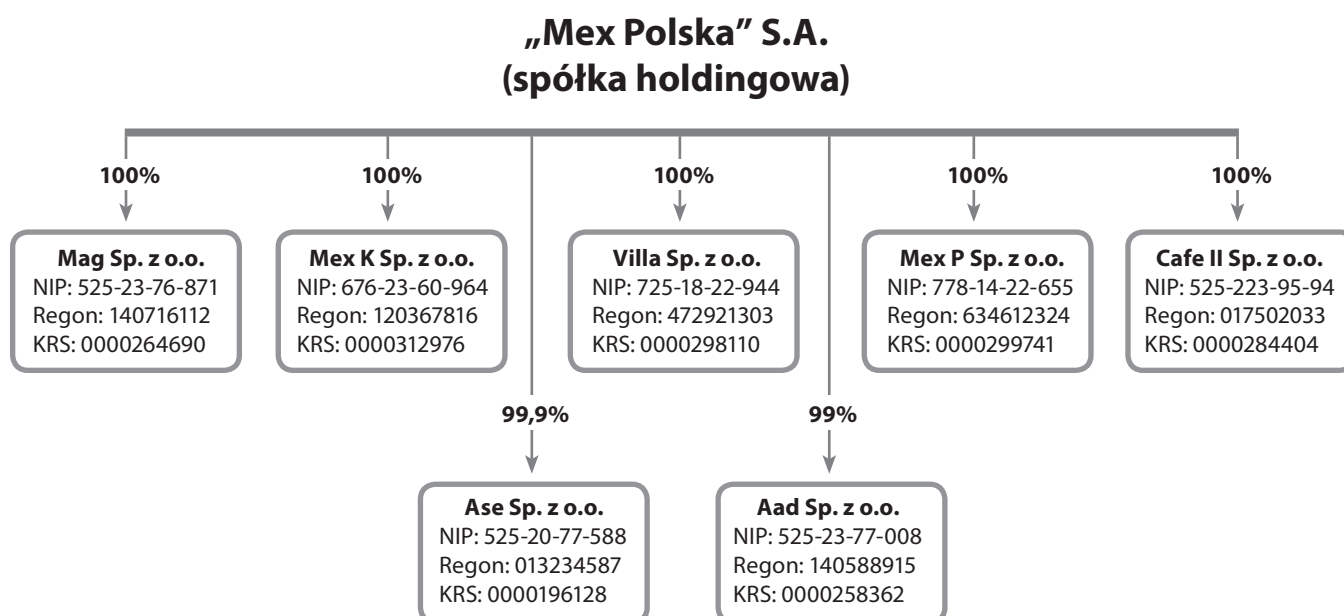 „Mex Polska” S.A.
(spółka holdingowa)
100%
100%
100%
100%
100%
Mag Sp. z o.o.
NIP: 525-23-76-871
Regon: 140716112
KRS: 0000264690
Mex K Sp. z o.o.
NIP: 676-23-60-964
Regon: 120367816
KRS: 0000312976
Villa Sp. z o.o.
NIP: 725-18-22-944
Regon: 472921303
KRS: 0000298110
Mex P Sp. z o.o.
NIP: 778-14-22-655
Regon: 634612324
KRS: 0000299741
Cafe II Sp. z o.o.
NIP: 525-223-95-94
Regon: 017502033
KRS: 0000284404
99,9%
99%
Ase Sp. z o.o.
NIP: 525-20-77-588
Regon: 013234587
KRS: 0000196128
Aad Sp. z o.o.
NIP: 525-23-77-008
Regon: 140588915
KRS: 0000258362